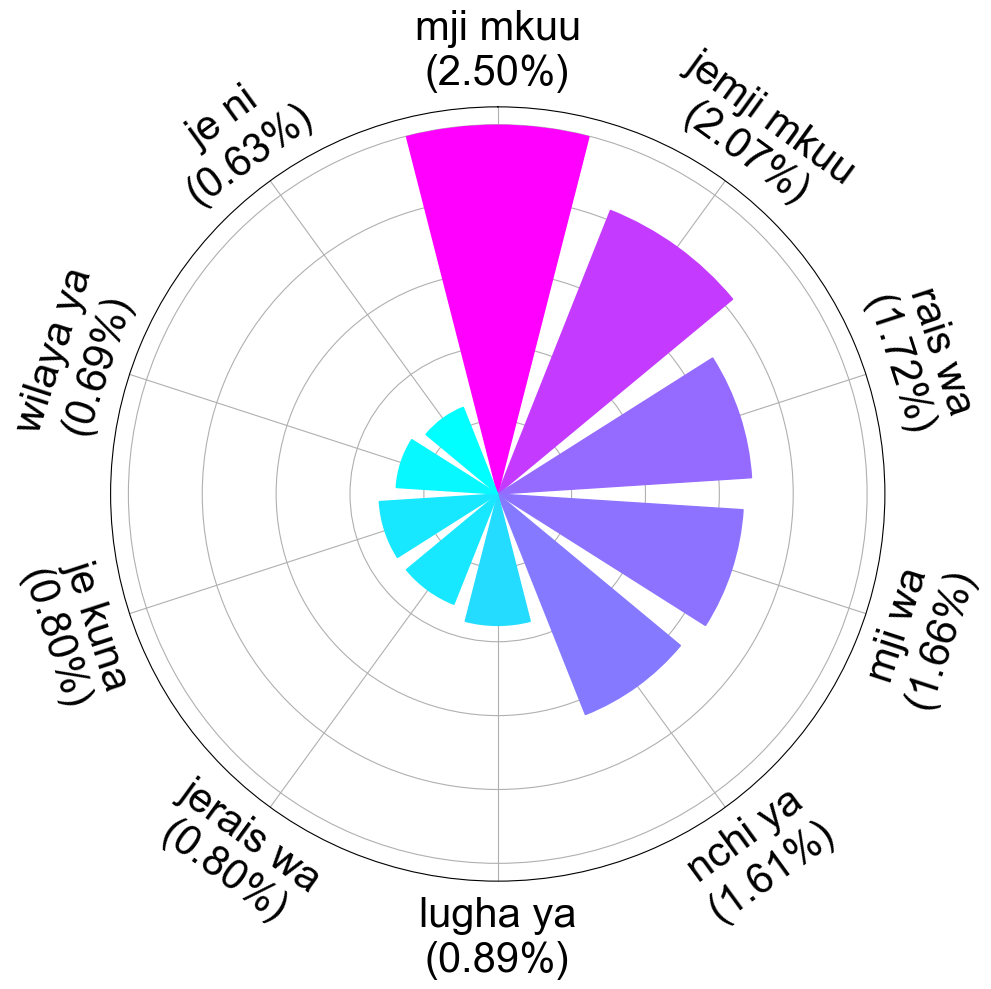 mji mkuu
(2.50%)
jemji mkuu
(2.07%)
rais wa
(1.72%)
mji wa
(1.66%)
nchi ya
(1.61%)
lugha ya
(0.89%)
jerais wa
(0.80%)
je kuna
(0.80%)
wilaya ya
(0.69%)
je ni
(0.63%)